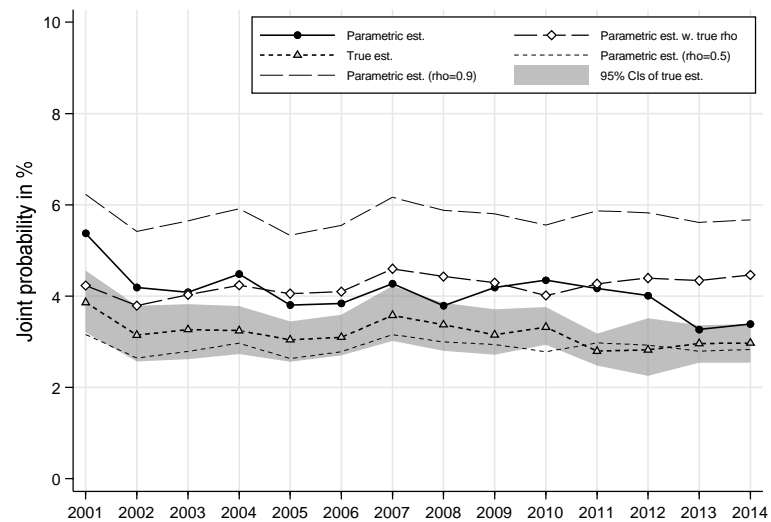 Joint probability in %
10
8
6
4
2
0
Parametric est.
True est.
Parametric est. (rho=0.9)
Parametric est. w. true rho
Parametric est. (rho=0.5)
95% CIs of true est.
2001 2002 2003 2004 2005 2006 2007 2008 2009 2010 2011 2012 2013 2014